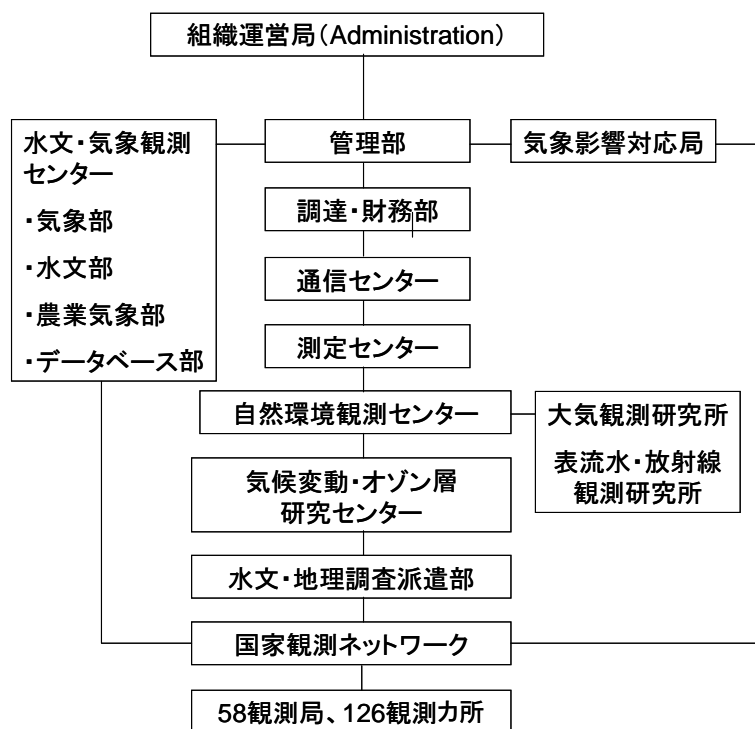 組織運営局（Administration）
水文・気象観測
センター
・気象部
・水文部
・農業気象部
・データベース部
管理部
気象影響対応局
調達・財務部
通信センター
測定センター
自然環境観測センター
大気観測研究所
表流水・放射線
観測研究所
気候変動・オゾン層
研究センター
水文・地理調査派遣部
国家観測ネットワーク
58観測局、126観測カ所